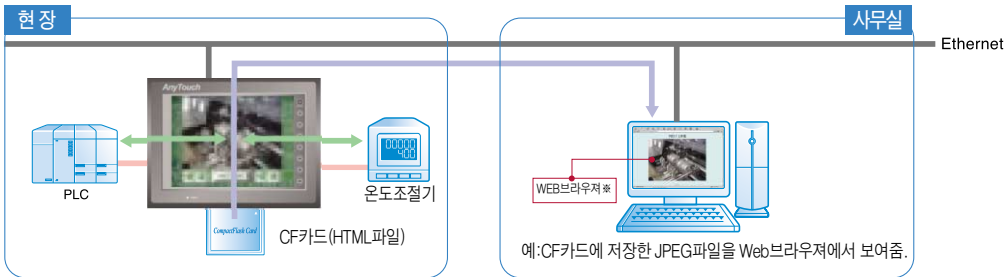 현장
사무실
Ethernet
AnyTouch
00000
400
PLC
온도조절기
CompactFlash Card
CF카드(HTML파일)
WEB브라우져※
예:CF카드에 저장한 JPEG파일을 Web브라우져에서 보여줌.